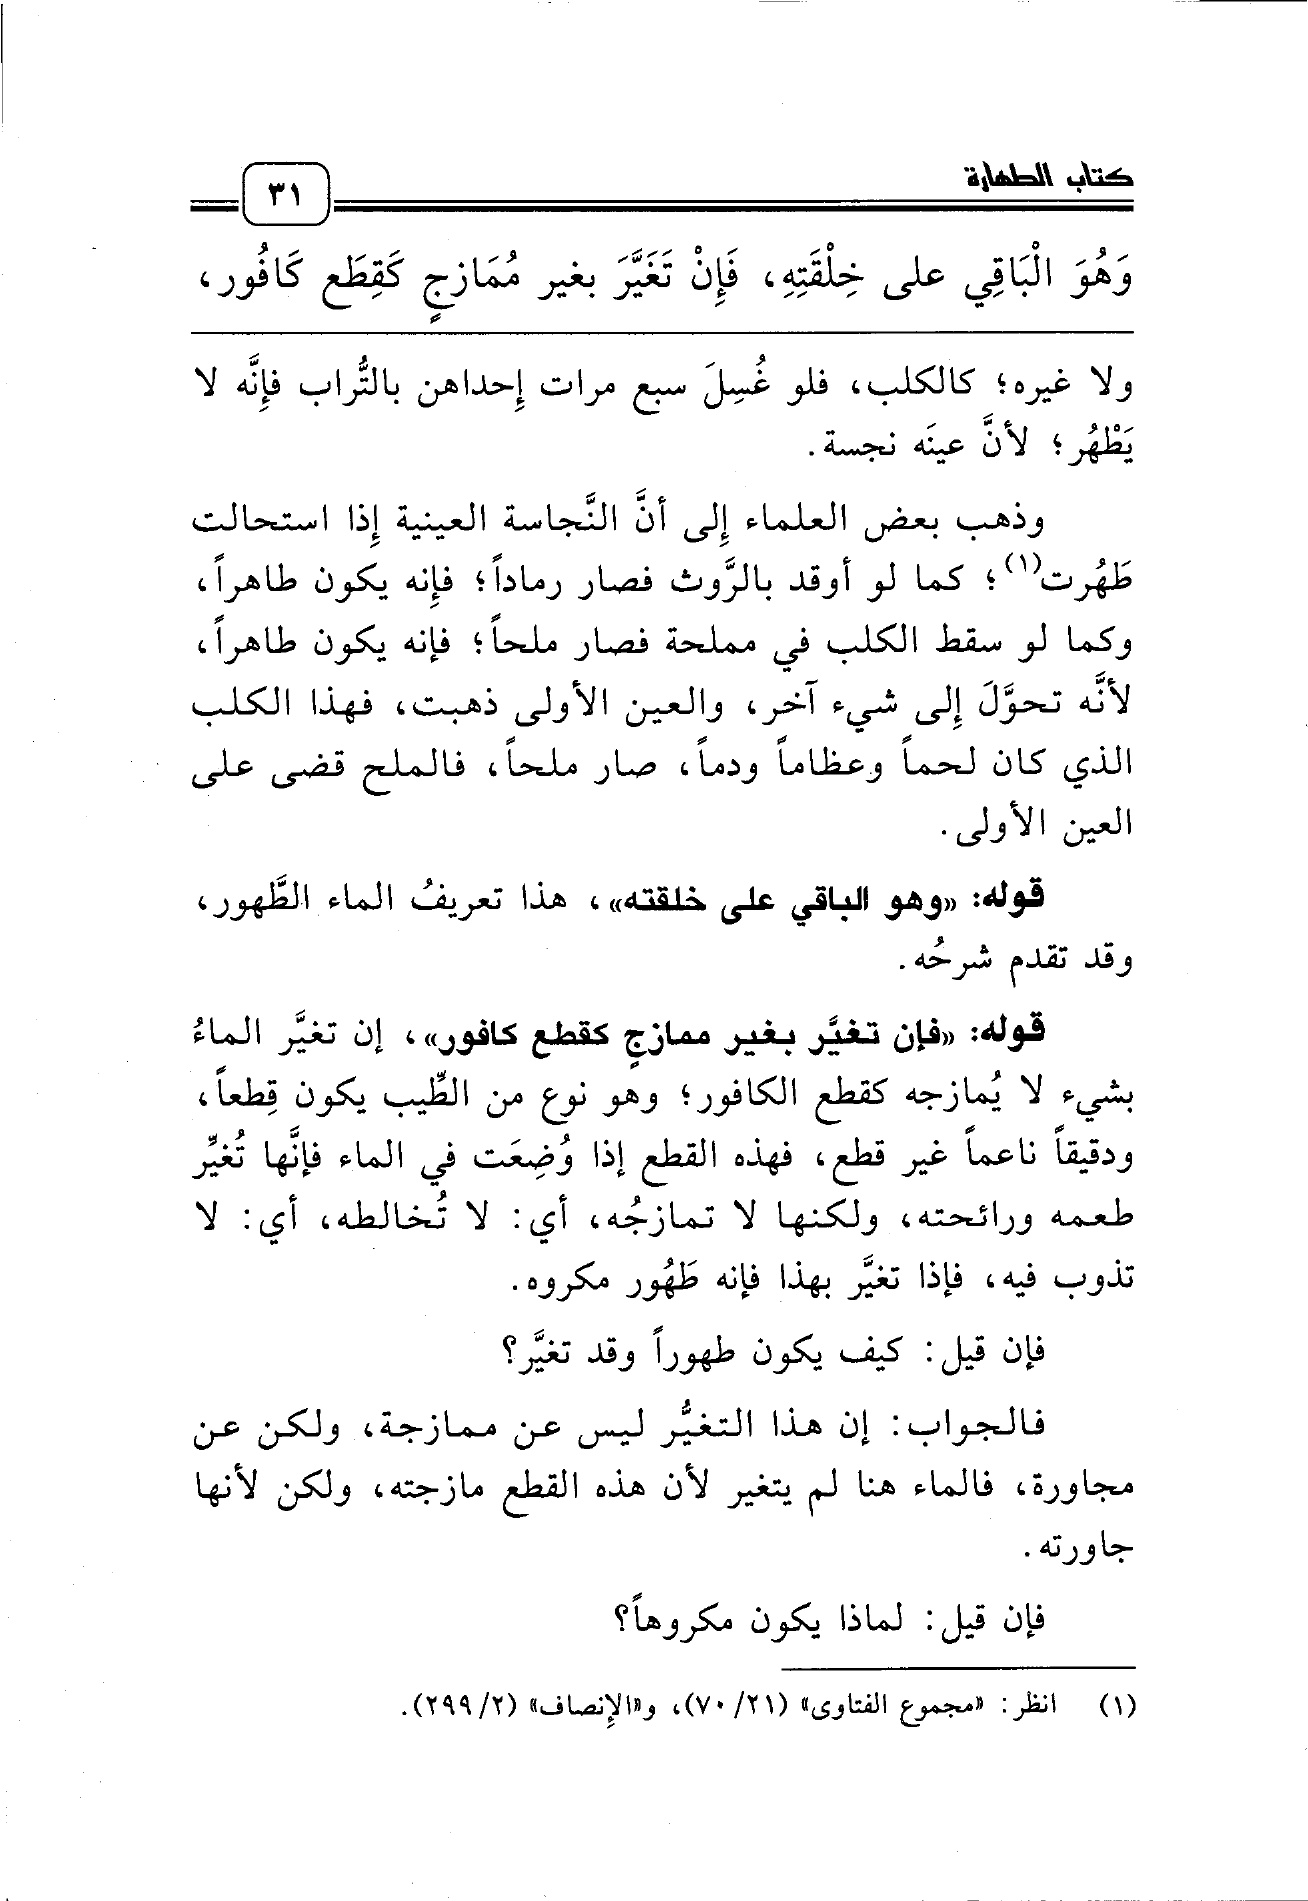 كتاب الطهارة
٣١
وَهُوَ الْبَاقِي على خِلْقَتِهِ، فَإِنْ تَغَيَّرَ بغير مُمَازجٍ كَقِطَع كَافُور،
ولا غيره؛ كالكلب، فلو غُسِلَ سبع مرات إحداهن بالتُّراب فإِنَّه لا
يَطْهُر؛ لأنَّ عينَه نجسة.
وذهب بعض العلماء إِلى أنَّ النَّجاسة العينية إِذا استحالت
طَهُرت(١)؛ كما لو أوقد بالرَّوث فصار رماداً؛ فإِنه يكون طاهراً،
وكما لو سقط الكلب في مملحة فصار ملحاً؛ فإنه يكون طاهراً،
لأنَّه تحوَّلَ إِلى شيء آخر، والعين الأولى ذهبت، فهذا الكلب
الذي كان لحماً وعظاماً ودماً، صار ملحاً، فالملح قضى على
العين الأولى.
قوله: «وهو الباقي على خلقته»، هذا تعريفُ الماء الطَّهور،
وقد تقدم شرحُه.
قوله: «فإن تغيَّر بغير ممازجٍ كقطع كافور»، إن تغيَّر الماءُ
بشيء لا يُمازجه كقطع الكافور؛ وهو نوع من الطِّيب يكون قِطعاً،
ودقيقاً ناعماً غير قطع، فهذه القطع إذا وُضِعَت في الماء فإنَّها تُغيِّر
طعمه ورائحته، ولكنها لا تمازجُه، أي: لا تُخالطه، أي: لا
تذوب فيه، فإذا تغيَّر بهذا فإنه طَهُور مكروه.
فإن قيل: كيف يكون طهوراً وقد تغيَّر؟
فالجواب: إن هذا التغيُّر ليس عن ممازجة، ولكن عن
مجاورة، فالماء هنا لم يتغير لأن هذه القطع مازجته، ولكن لأنها
جاورته.
فإن قيل: لماذا يكون مكروهاً؟
(١) انظر: «مجموع الفتاوى» (٧٠/٢١)، و«الإنصاف» (٢٩٩/٢).